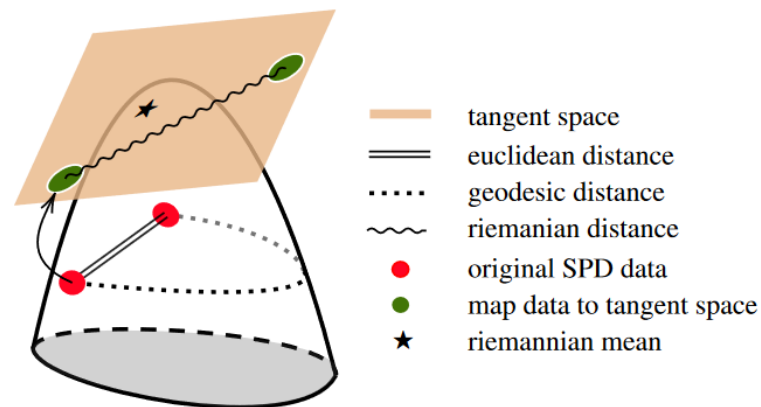 tangent space
euclidean distance
geodesic distance
riemanian distance
original SPD data
map data to tangent space
riemannian mean